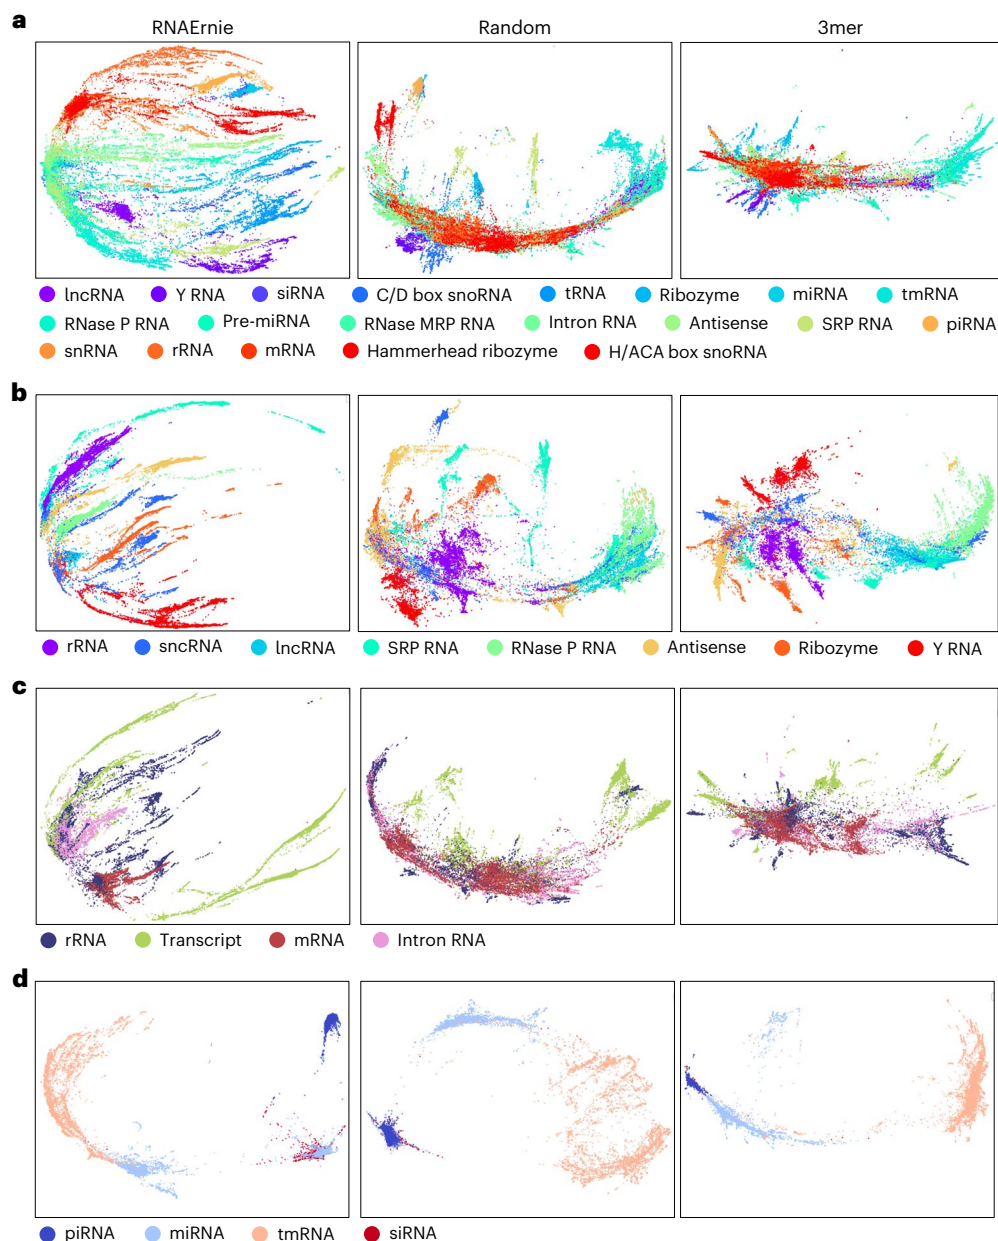 a
RNAErnie Random 3mer
lncRNA Y RNA siRNA C/D box snoRNA tRNA Ribozyme miRNA tmRNA
RNase P RNA Pre-miRNA RNase MRP RNA Intron RNA Antisense SRP RNA piRNA
snRNA rRNA mRNA Hammerhead ribozyme H/ACA box snoRNA
b
rRNA sncRNA lncRNA SRP RNA RNase P RNA Antisense Ribozyme Y RNA
c
rRNA Transcript mRNA Intron RNA
d
piRNA miRNA tmRNA siRNA